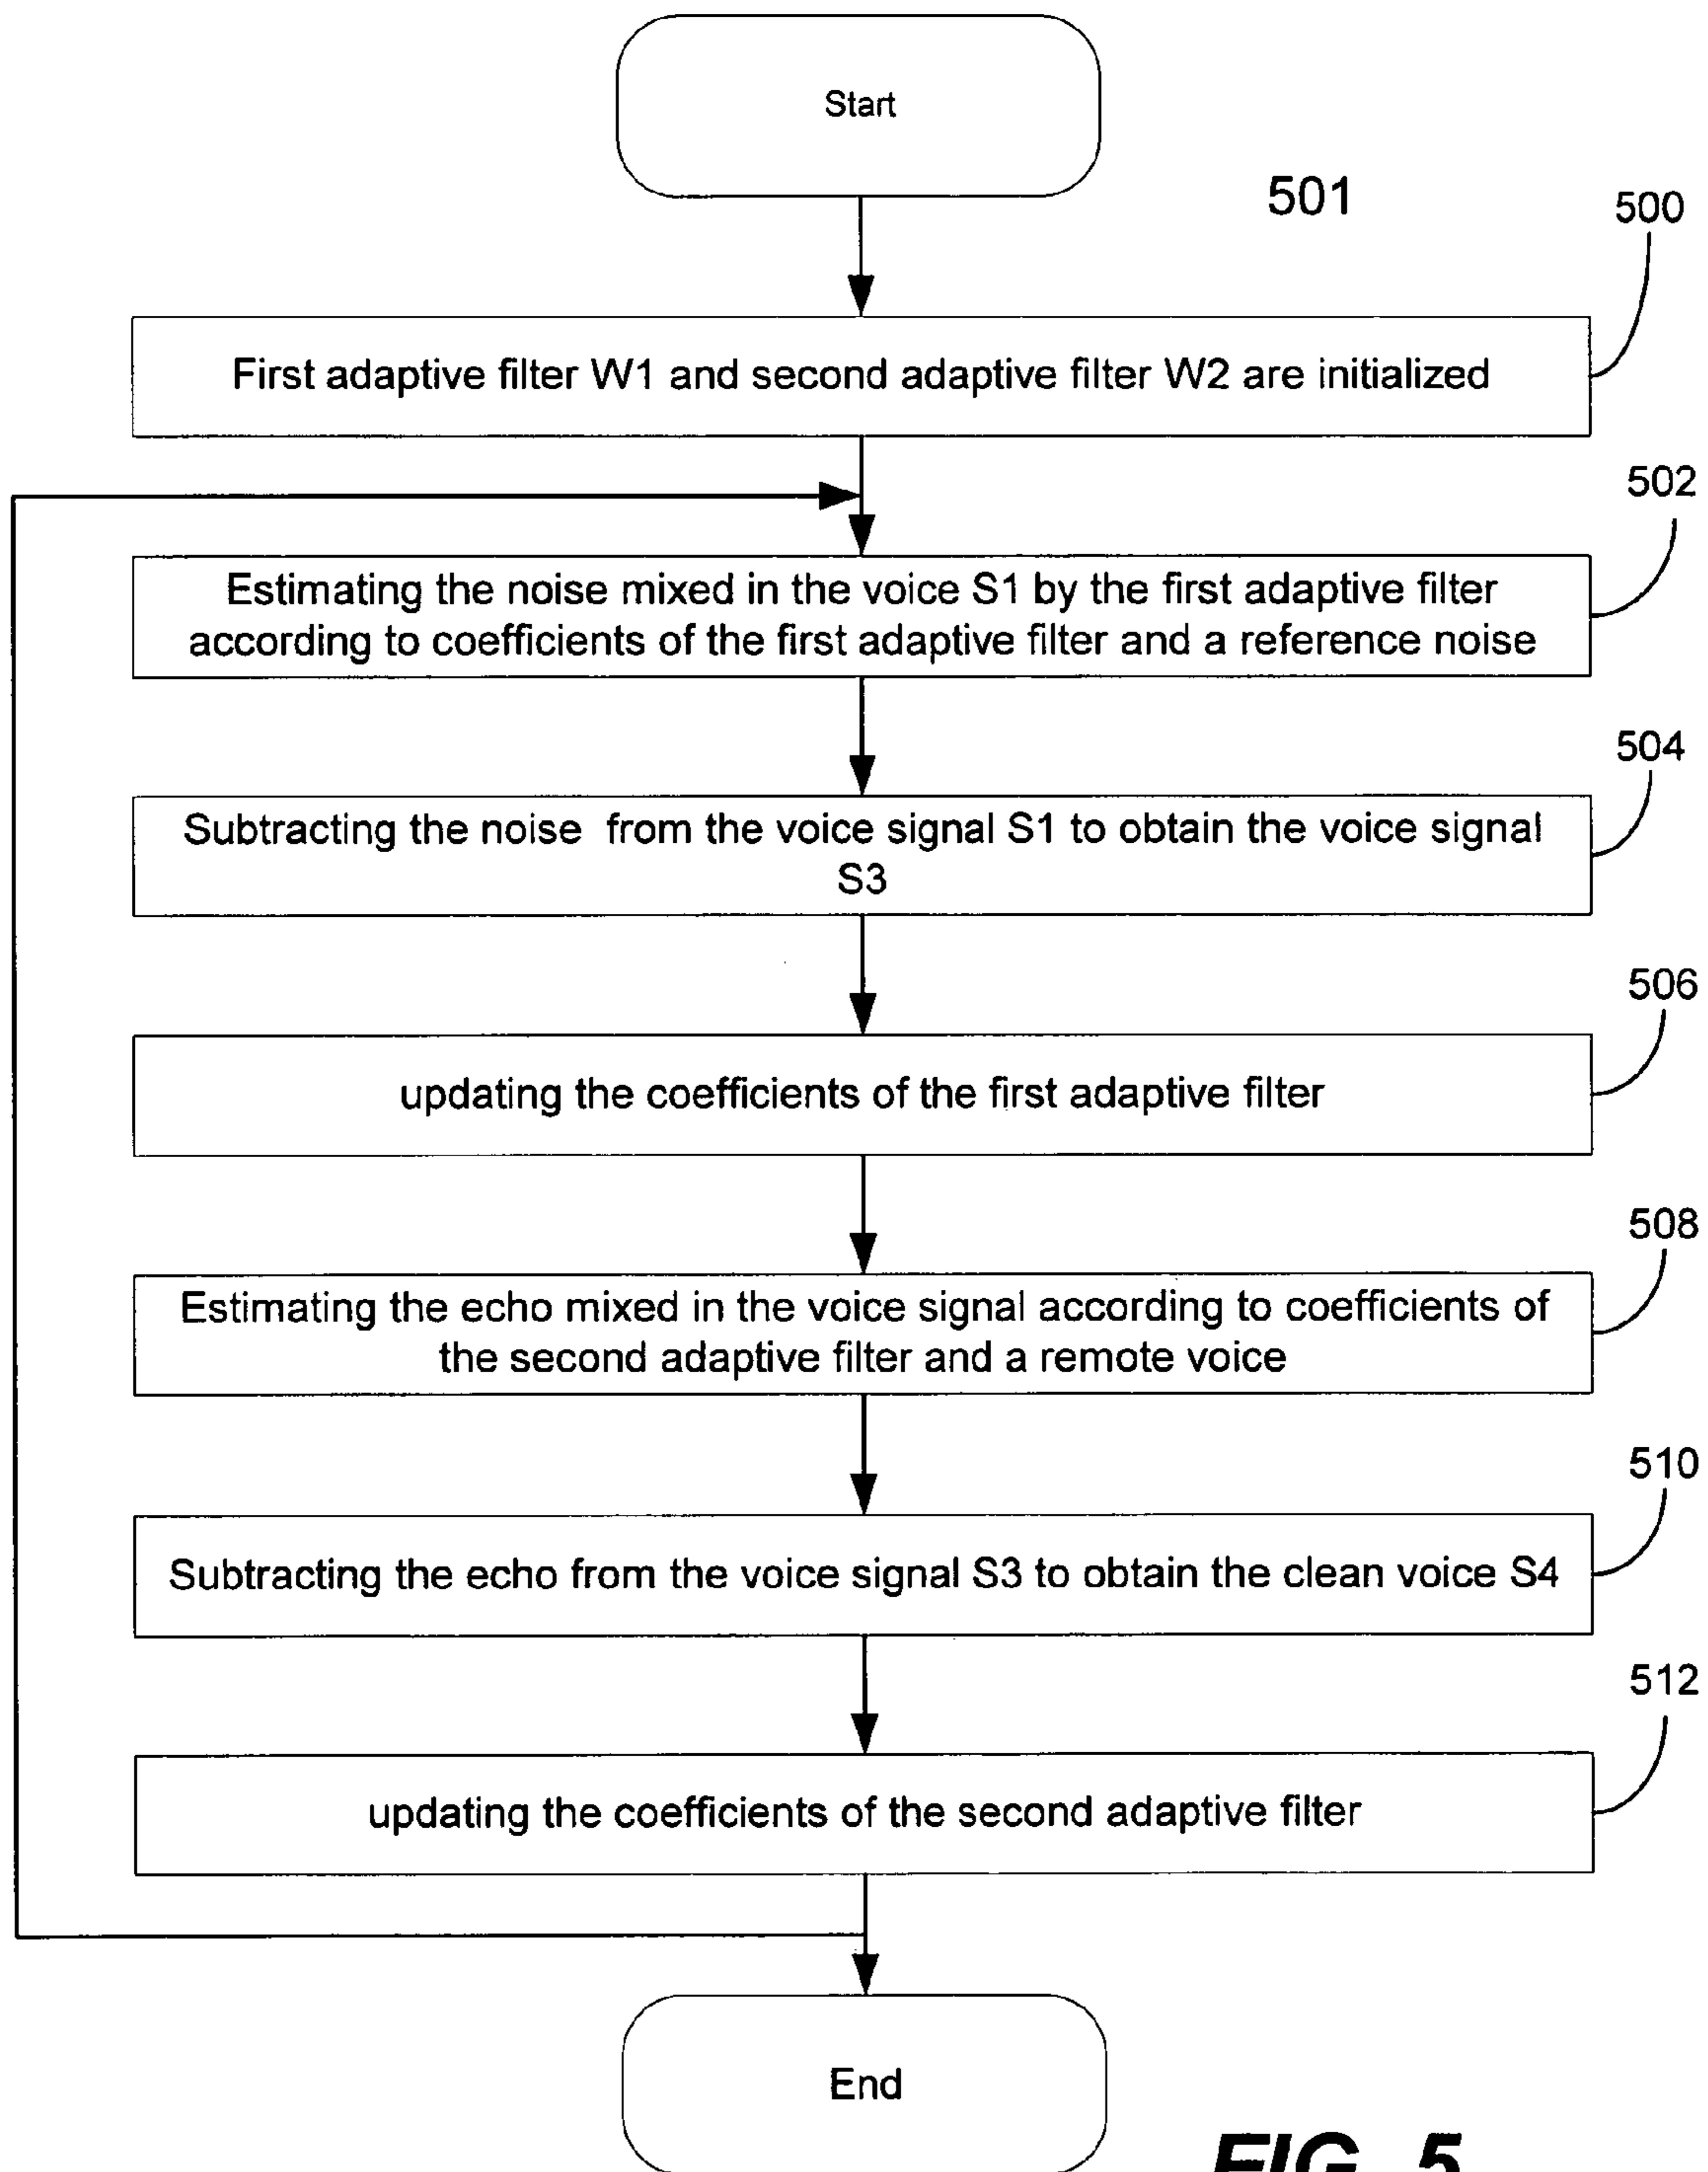 Start
501
500
First adaptive filter W1 and second adaptive filter W2 are initialized
502
Estimating the noise mixed in the voice S1 by the first adaptive filter
according to coefficients of the first adaptive filter and a reference noise
504
Subtracting the noise from the voice signal S1 to obtain the voice signal
S3
506
updating the coefficients of the first adaptive filter
508
Estimating the echo mixed in the voice signal according to coefficients of
the second adaptive filter and a remote voice
510
Subtracting the echo from the voice signal S3 to obtain the clean voice S4
512
updating the coefficients of the second adaptive filter
End
FIG. 5